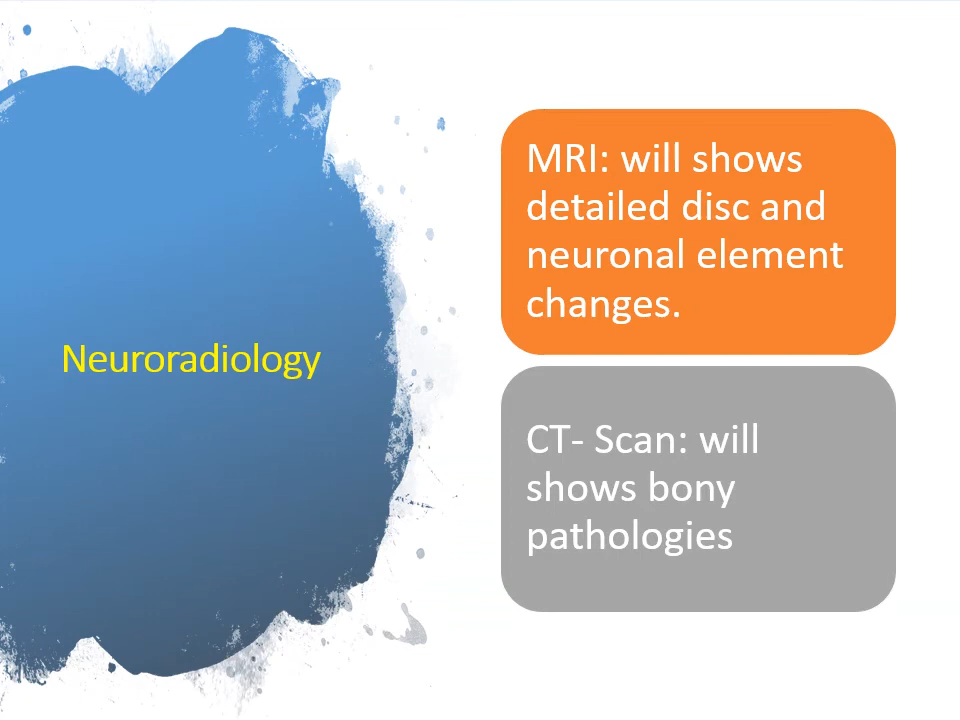 Neuroradiology
MRI: will shows
detailed disc and
neuronal element
changes.
CT- Scan: will
shows bony
pathologies